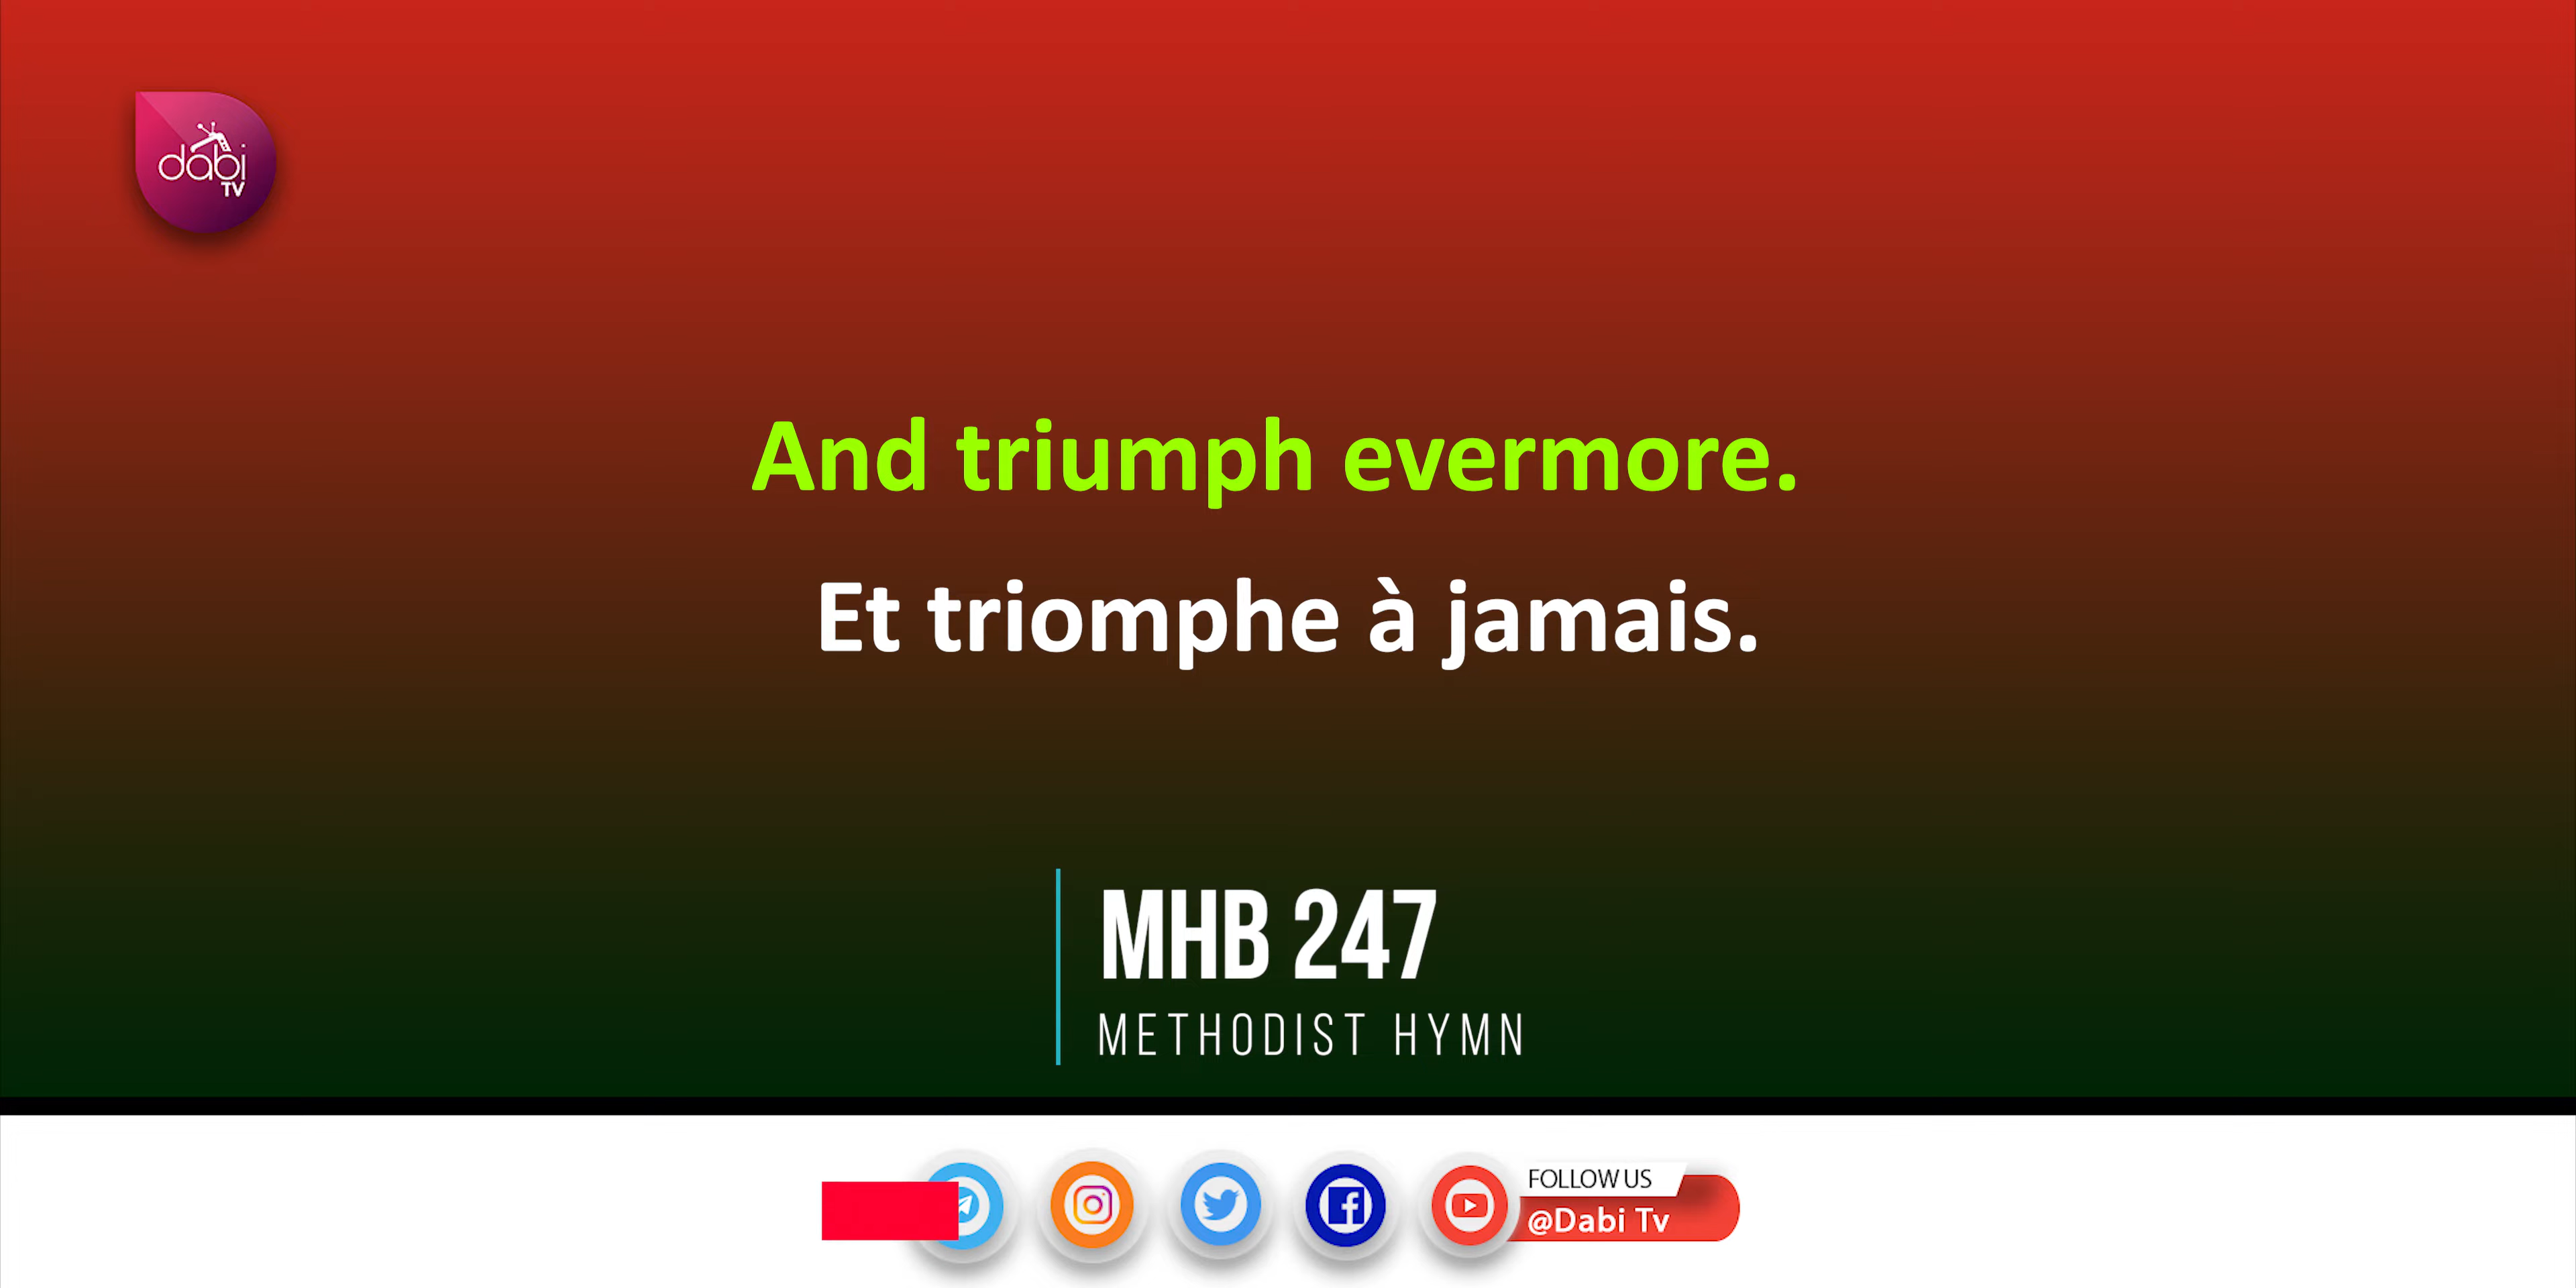 dabi
TV
And triumph evermore.
Et triomphe à jamais.
MHB 247
METHODIST HYMN
FOLLOW US
@Dabi Tv